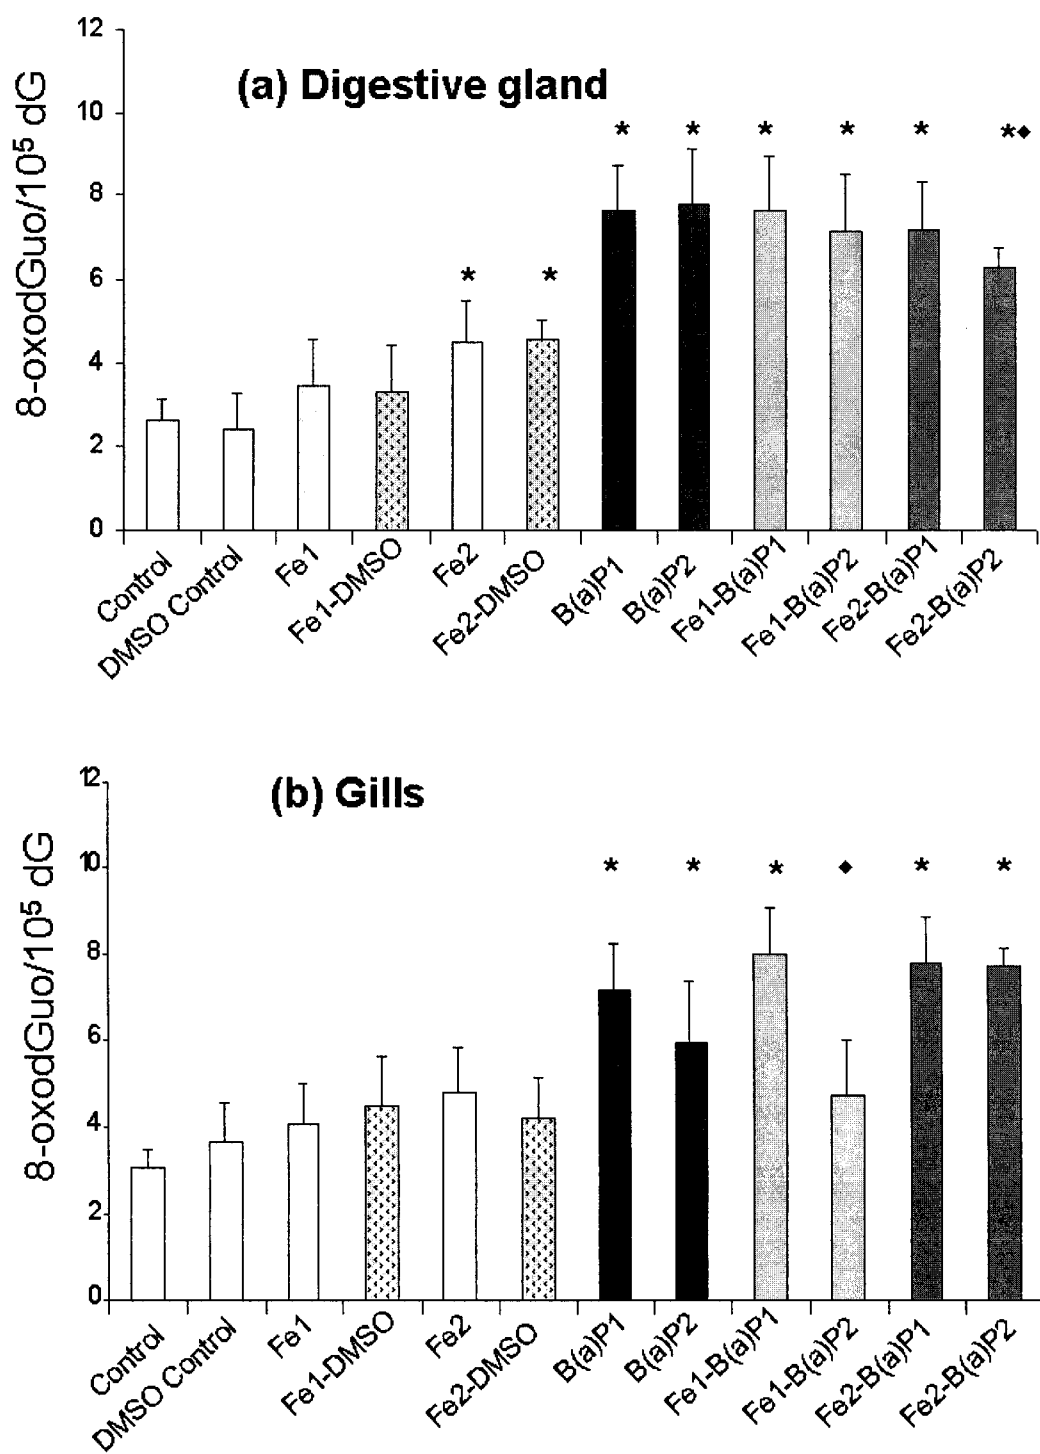 12
(a) Digestive gland
10
8
6
4
2
0
8-oxodGuo/10⁵ dG
* * * * * *◆
* *
Control
DMSO Control
Fe1
Fe1-DMSO
Fe2
Fe2-DMSO
B(a)P1
B(a)P2
Fe1-B(a)P1
Fe1-B(a)P2
Fe2-B(a)P1
Fe2-B(a)P2
12
(b) Gills
10
8
6
4
2
0
8-oxodGuo/10⁵ dG
* * * ◆ * *
Control
DMSO Control
Fe1
Fe1-DMSO
Fe2
Fe2-DMSO
B(a)P1
B(a)P2
Fe1-B(a)P1
Fe1-B(a)P2
Fe2-B(a)P1
Fe2-B(a)P2